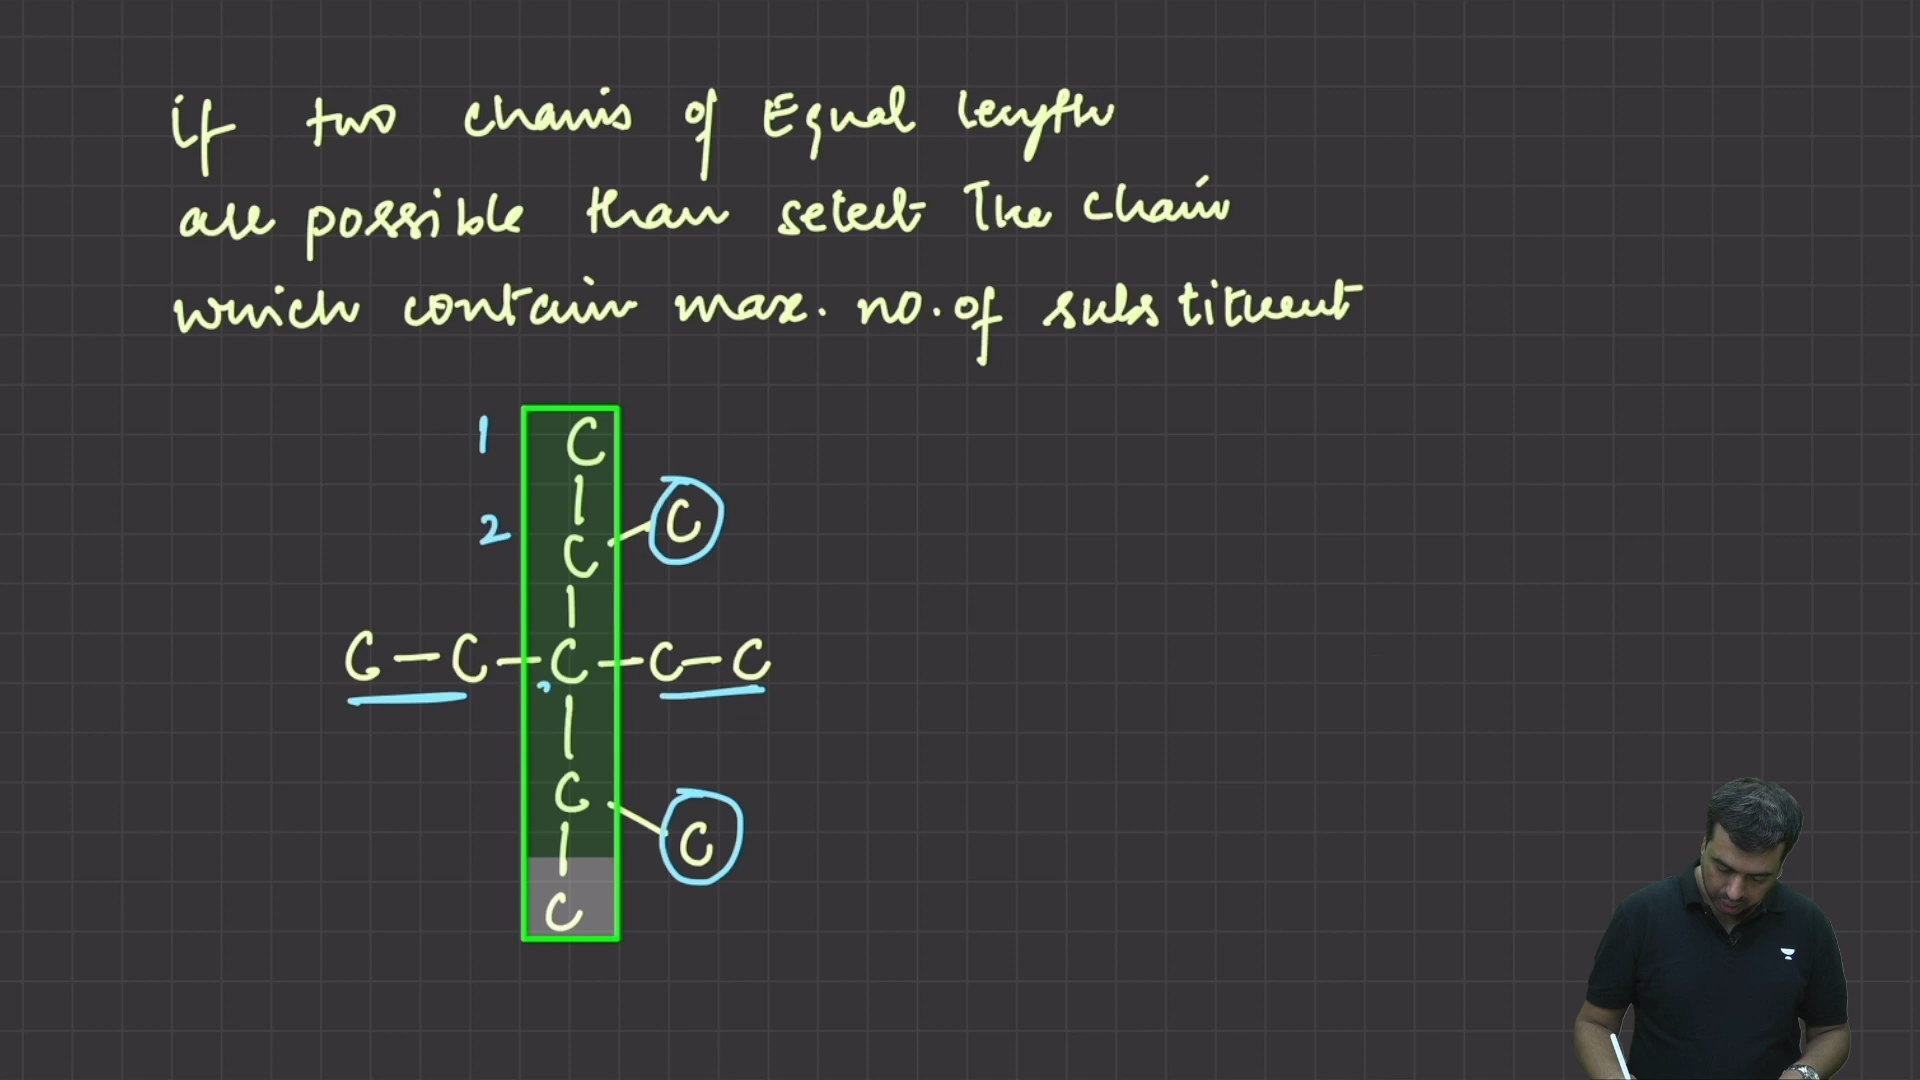 if two chains of Equal length
are possible than select The chain
which contain max. no. of substituent
1 C
2 C C
C - C - C - C - C
C C
C